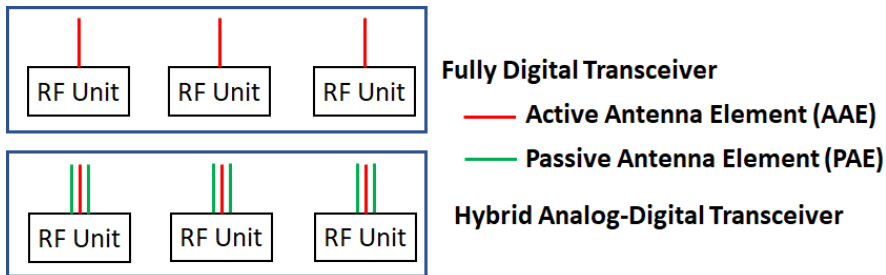 RF Unit RF Unit RF Unit
Fully Digital Transceiver
Active Antenna Element (AAE)
Passive Antenna Element (PAE)
RF Unit RF Unit RF Unit
Hybrid Analog-Digital Transceiver